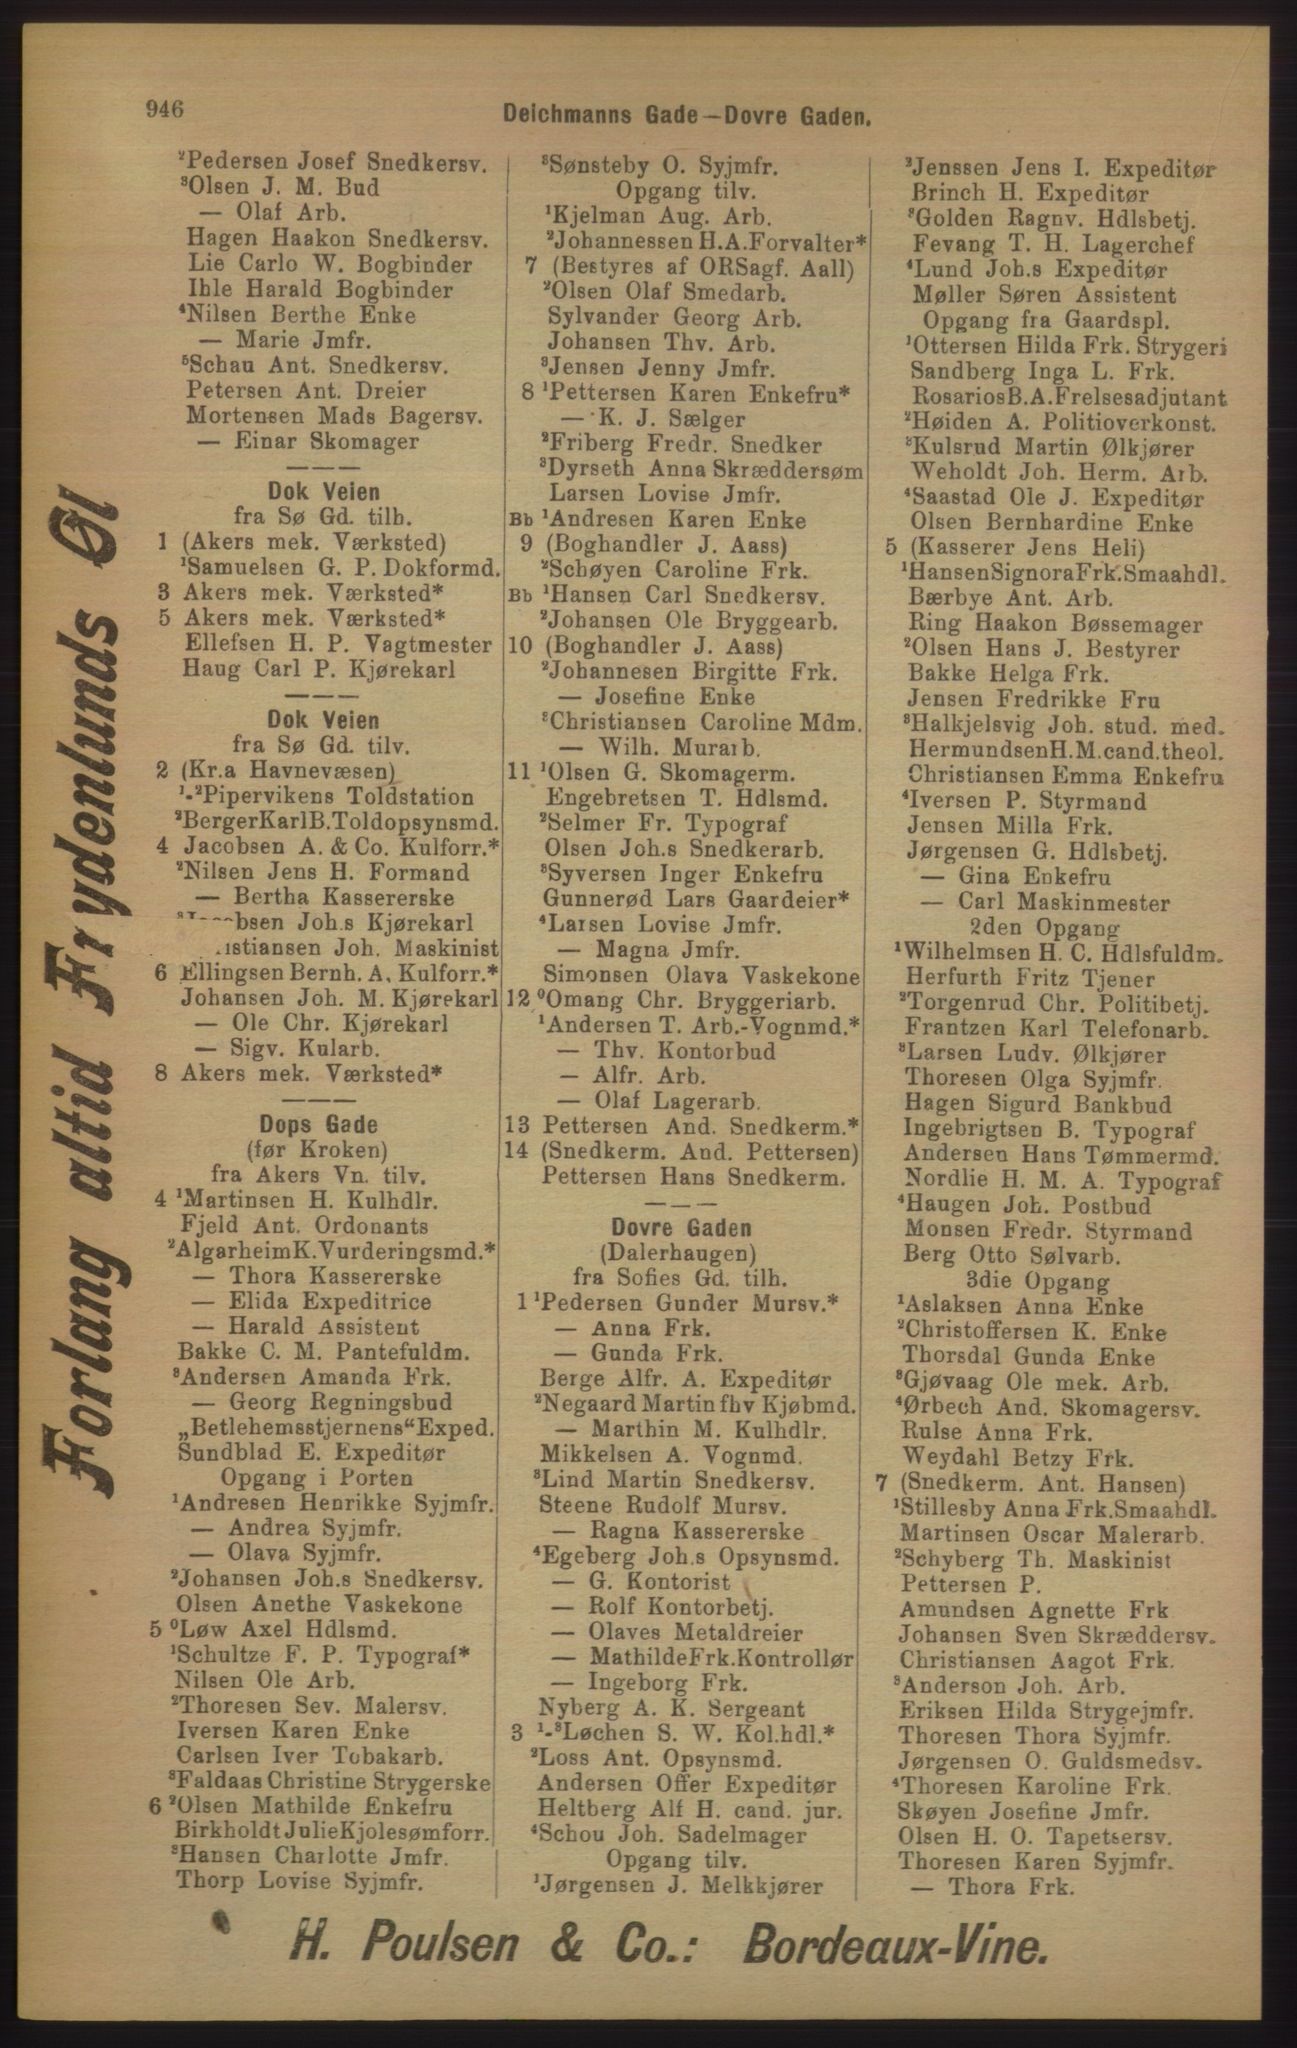 946
Deichmanns Gade—Dovre Gaden.
²Pedersen Josef Snedkersv.
³Olsen J. M. Bud
— Olaf Arb.
Hagen Haakon Snedkersv.
Lie Carlo W. Bogbinder
Ihle Harald Bogbinder
⁴Nilsen Berthe Enke
— Marie Jmfr.
⁵Schau Ant. Snedkersv.
Petersen Ant. Dreier
Mortensen Mads Bagersv.
— Einar Skomager
Dok Veien
fra Sø Gd. tilh.
1 (Akers mek. Værksted)
¹Samuelsen G. P. Dokformd.
3 Akers mek. Værksted*
5 Akers mek. Værksted*
Ellefsen H. P. Vagtmester
Haug Carl P. Kjørekarl
Dok Veien
fra Sø Gd. tilv.
2 (Kr.a Havnevæsen)
¹-²Pipervikens Toldstation
³BergerKarlB.Toldopsynsmd.
4 Jacobsen A. & Co. Kulforr.*
²Nilsen Jens H. Formand
— Bertha Kassererske
bsen Joh.s Kjørekarl
istiansen Joh. Maskinist
6 Ellingsen Bernh. A. Kulforr.*
Johansen Joh. M. Kjørekarl
— Ole Chr. Kjørekarl
— Sigv. Kularb.
8 Akers mek. Værksted*
Dops Gade
(før Kroken)
fra Akers Vn. tilv.
4 ¹Martinsen H. Kulhdlr.
Fjeld Ant. Ordonants
²AlgarheimK.Vurderingsmd.*
— Thora Kassererske
— Elida Expeditrice
— Harald Assistent
Bakke C. M. Pantefuldm.
³Andersen Amanda Frk.
— Georg Regningsbud
„Betlehemsstjernens“Exped.
Sundblad E. Expeditør
Opgang i Porten
¹Andresen Henrikke Syjmfr.
— Andrea Syjmfr.
— Olava Syjmfr.
²Johansen Joh.s Snedkersv.
Olsen Anethe Vaskekone
5 ⁰Løw Axel Hdlsmd.
¹Schultze F. P. Typograf*
Nilsen Ole Arb.
²Thoresen Sev. Malersv.
Iversen Karen Enke
Carlsen Iver Tobakarb.
³Faldaas Christine Strygerske
6 ²Olsen Mathilde Enkefru
Birkholdt JulieKjolesømforr.
³Hansen Charlotte Jmfr.
Thorp Lovise Syjmfr.
³Sønsteby O. Syjmfr.
Opgang tilv.
¹Kjelman Aug. Arb.
²Johannessen H.A.Forvalter*
7 (Bestyres af ORSagf. Aall)
²Olsen Olaf Smedarb.
Sylvander Georg Arb.
Johansen Thv. Arb.
³Jensen Jenny Jmfr.
8 ¹Pettersen Karen Enkefru*
— K. J. Sælger
²Friberg Fredr. Snedker
³Dyrseth Anna Skræddersøm
Larsen Lovise Jmfr.
Bb ¹Andresen Karen Enke
9 (Boghandler J. Aass)
²Schøyen Caroline Frk.
Bb ¹Hansen Carl Snedkersv.
²Johansen Ole Bryggearb.
10 (Boghandler J. Aass)
²Johannesen Birgitte Frk.
— Josefine Enke
³Christiansen Caroline Mdm.
— Wilh. Murarb.
11 ¹Olsen G. Skomagerm.
Engebretsen T. Hdlsmd.
²Selmer Fr. Typograf
Olsen Joh.s Snedkerarb.
³Syversen Inger Enkefru
Gunnerød Lars Gaardeier*
⁴Larsen Lovise Jmfr.
— Magna Jmfr.
Simonsen Olava Vaskekone
12 ⁰Omang Chr. Bryggeriarb.
¹Andersen T. Arb.-Vognmd.*
— Thv. Kontorbud
— Alfr. Arb.
— Olaf Lagerarb.
13 Pettersen And. Snedkerm.*
14 (Snedkerm. And. Pettersen)
Pettersen Hans Snedkerm.
Dovre Gaden
(Dalerhaugen)
fra Sofies Gd. tilh.
1 ¹Pedersen Gunder Mursv.*
— Anna Frk.
— Gunda Frk.
Berge Alfr. A. Expeditør
²Negaard Martin fhv Kjøbmd.
— Marthin M. Kulhdlr.
Mikkelsen A. Vognmd.
³Lind Martin Snedkersv.
Steene Rudolf Mursv.
— Ragna Kassererske
⁴Egeberg Joh.s Opsynsmd.
— G. Kontorist
— Rolf Kontorbetj.
— Olaves Metaldreier
— MathildeFrk.Kontrollør
— Ingeborg Frk.
Nyberg A. K. Sergeant
3 ¹-³Løchen S. W. Kol.hdl.*
²Loss Ant. Opsynsmd.
Andersen Offer Expeditør
Heltberg Alf H. cand. jur.
⁴Schou Joh. Sadelmager
Opgang tilv.
¹Jørgensen J. Melkkjører
²Jenssen Jens I. Expeditør
Brinch H. Expeditør
³Golden Ragnv. Hdlsbetj.
Fevang T. H. Lagerchef
⁴Lund Joh.s Expeditør
Møller Søren Assistent
Opgang fra Gaardspl.
¹Ottersen Hilda Frk. Strygeri
Sandberg Inga L. Frk.
RosariosB.A.Frelsesadjutant
²Høiden A. Politioverkonst.
³Kulsrud Martin Ølkjører
Weholdt Joh. Herm. Arb.
⁴Saastad Ole J. Expeditør
Olsen Bernhardine Enke
5 (Kasserer Jens Heli)
¹HansenSignoraFrk.Smaahdl.
Bærbye Ant. Arb.
Ring Haakon Bøssemager
²Olsen Hans J. Bestyrer
Bakke Helga Frk.
Jensen Fredrikke Fru
³Halkjelsvig Joh. stud. med.
HermundsenH.M.cand.theol.
Christiansen Emma Enkefru
⁴Iversen P. Styrmand
Jensen Milla Frk.
Jørgensen G. Hdlsbetj.
— Gina Enkefru
— Carl Maskinmester
2den Opgang
¹Wilhelmsen H. C. Hdlsfuldm.
Herfurth Fritz Tjener
²Torgenrud Chr. Politibetj.
Frantzen Karl Telefonarb.
³Larsen Ludv. Ølkjører
Thoresen Olga Syjmfr.
Hagen Sigurd Bankbud
Ingebrigtsen B. Typograf
Andersen Hans Tømmermd.
Nordlie H. M. A. Typograf
⁴Haugen Joh. Postbud
Monsen Fredr. Styrmand
Berg Otto Sølvarb.
3die Opgang
¹Aslaksen Anna Enke
²Christoffersen K. Enke
Thorsdal Gunda Enke
³Gjøvaag Ole mek. Arb.
⁴Ørbech And. Skomagersv.
Rulse Anna Frk.
Weydahl Betzy Frk.
7 (Snedkerm. Ant. Hansen)
¹Stillesby Anna Frk.Smaahdl.
Martinsen Oscar Malerarb.
²Schyberg Th. Maskinist
Pettersen P.
Amundsen Agnette Frk
Johansen Sven Skræddersv.
Christiansen Aagot Frk.
³Anderson Joh. Arb.
Eriksen Hilda Strygejmfr.
Thoresen Thora Syjmfr.
Jørgensen O. Guldsmedsv.
⁴Thoresen Karoline Frk.
Skøyen Josefine Jmfr.
Olsen H. O. Tapetsersv.
Thoresen Karen Syjmfr.
— Thora Frk.
Forlang altid Frydenlunds Øl
H. Poulsen & Co.: Bordeaux-Vine.